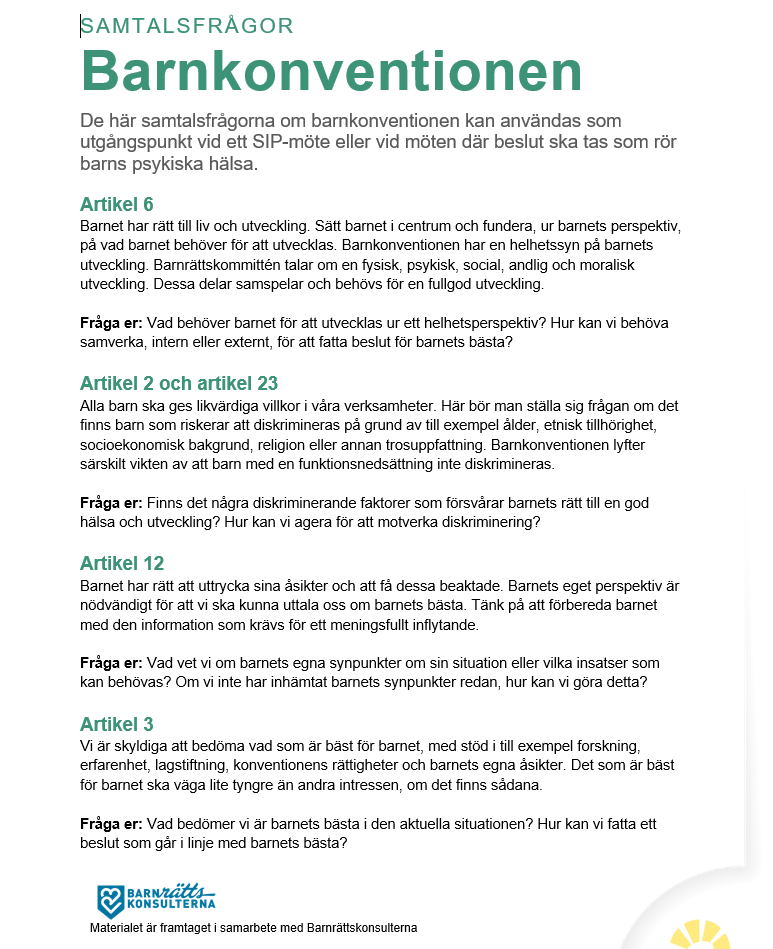 SAMTALSFRÅGOR
Barnkonventionen
De här samtalsfrågorna om barnkonventionen kan användas som
utgångspunkt vid ett SIP-möte eller vid möten där beslut ska tas som rör
barns psykiska hälsa.
Artikel 6
Barnet har rätt till liv och utveckling. Sätt barnet i centrum och fundera, ur barnets perspektiv,
på vad barnet behöver för att utvecklas. Barnkonventionen har en helhetssyn på barnets
utveckling. Barnrättskommittén talar om en fysisk, psykisk, social, andlig och moralisk
utveckling. Dessa delar samspelar och behövs för en fullgod utveckling.
Fråga er: Vad behöver barnet för att utvecklas ur ett helhetsperspektiv? Hur kan vi behöva
samverka, intern eller externt, för att fatta beslut för barnets bästa?
Artikel 2 och artikel 23
Alla barn ska ges likvärdiga villkor i våra verksamheter. Här bör man ställa sig frågan om det
finns barn som riskerar att diskrimineras på grund av till exempel ålder, etnisk tillhörighet,
socioekonomisk bakgrund, religion eller annan trosuppfattning. Barnkonventionen lyfter
särskilt vikten av att barn med en funktionsnedsättning inte diskrimineras.
Fråga er: Finns det några diskriminerande faktorer som försvårar barnets rätt till en god
hälsa och utveckling? Hur kan vi agera för att motverka diskriminering?
Artikel 12
Barnet har rätt att uttrycka sina åsikter och att få dessa beaktade. Barnets eget perspektiv är
nödvändigt för att vi ska kunna uttala oss om barnets bästa. Tänk på att förbereda barnet
med den information som krävs för ett meningsfullt inflytande.
Fråga er: Vad vet vi om barnets egna synpunkter om sin situation eller vilka insatser som
kan behövas? Om vi inte har inhämtat barnets synpunkter redan, hur kan vi göra detta?
Artikel 3
Vi är skyldiga att bedöma vad som är bäst för barnet, med stöd i till exempel forskning,
erfarenhet, lagstiftning, konventionens rättigheter och barnets egna åsikter. Det som är bäst
för barnet ska väga lite tyngre än andra intressen, om det finns sådana.
Fråga er: Vad bedömer vi är barnets bästa i den aktuella situationen? Hur kan vi fatta ett
beslut som går i linje med barnets bästa?
BARNrätts
KONSULTERNA
Materialet är framtaget i samarbete med Barnrättskonsulterna